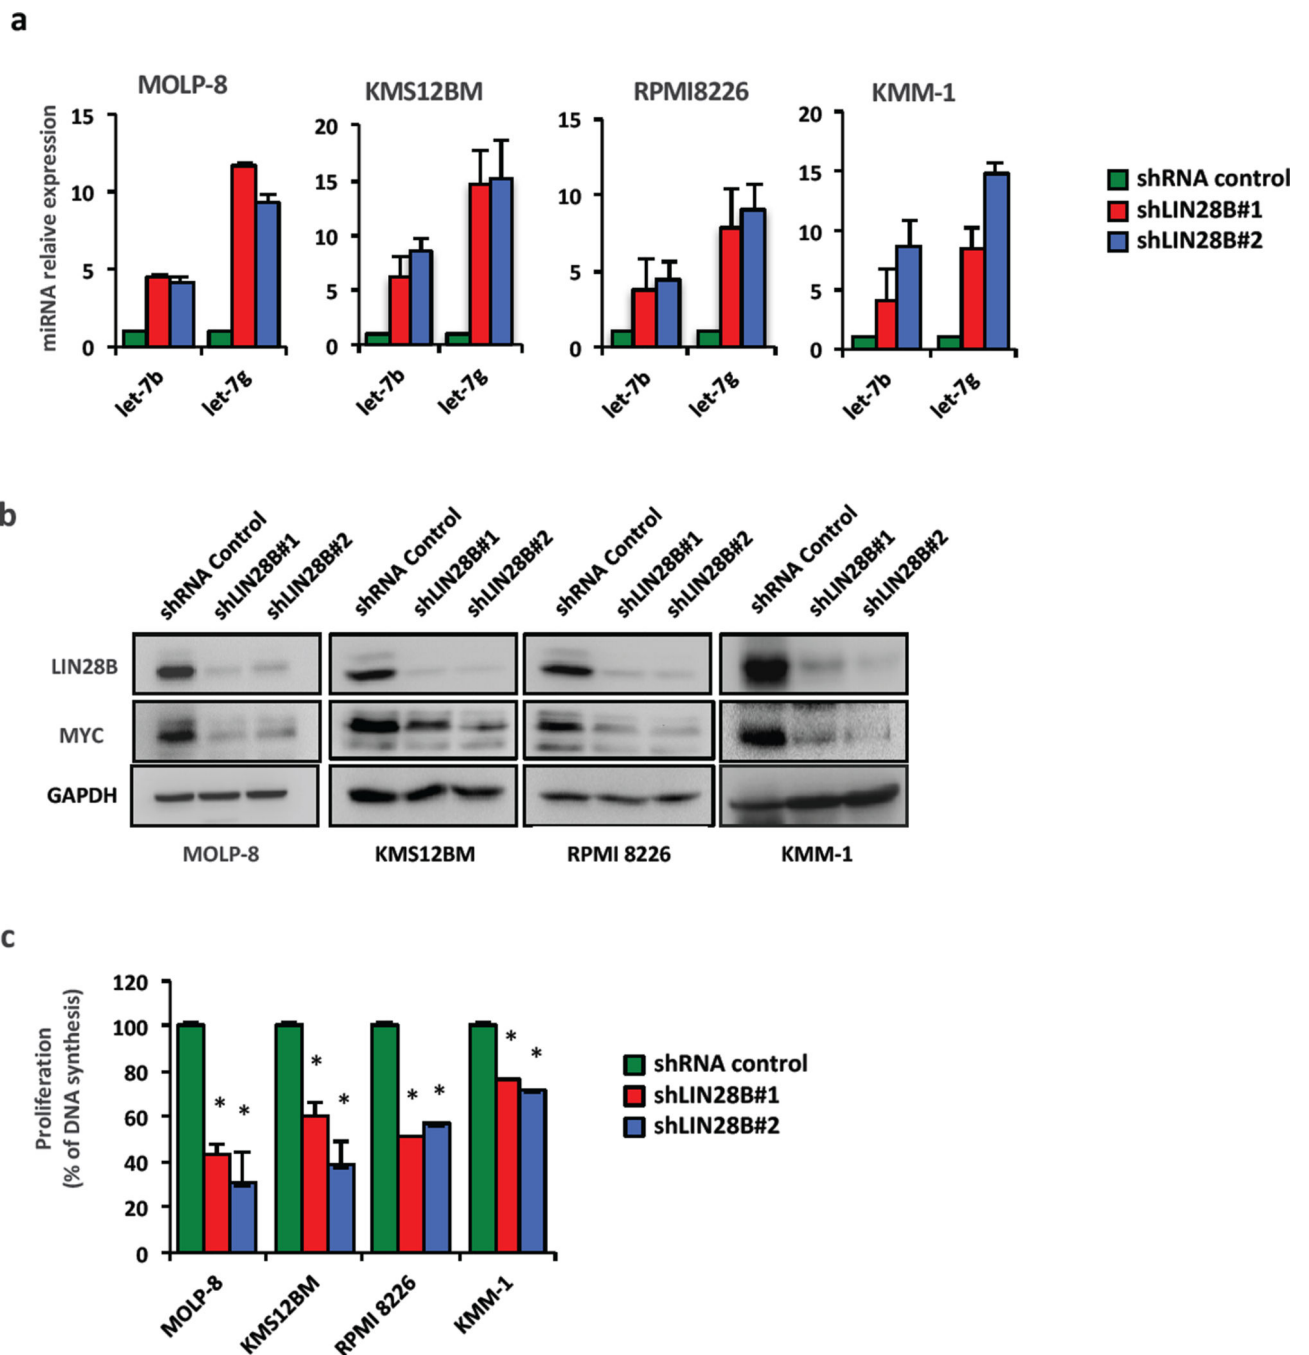 a
MOLP-8
KMS12BM
RPMI8226
KMM-1
miRNA relaive expression
15
10
5
0
let-7b
let-7g
20
15
10
5
0
let-7b
let-7g
15
10
5
0
let-7b
let-7g
20
15
10
5
0
let-7b
let-7g
shRNA control
shLIN28B#1
shLIN28B#2
b
shRNA Control
shLIN28B#1
shLIN28B#2
shRNA Control
shLIN28B#1
shLIN28B#2
shRNA Control
shLIN28B#1
shLIN28B#2
shRNA Control
shLIN28B#1
shLIN28B#2
LIN28B
MYC
GAPDH
MOLP-8
KMS12BM
RPMI 8226
KMM-1
c
Proliferation
(% of DNA synthesis)
120
100
80
60
40
20
0
* * * * * * * *
MOLP-8
KMS12BM
RPMI 8226
KMM-1
shRNA control
shLIN28B#1
shLIN28B#2